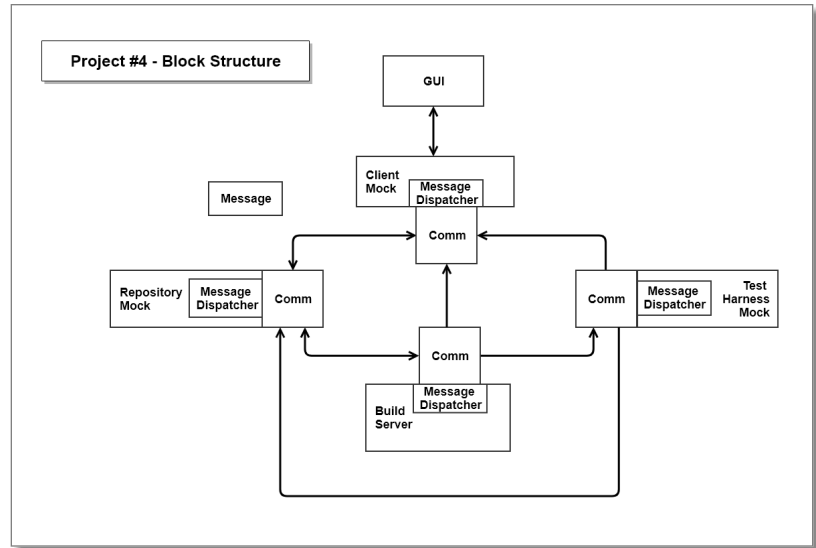 Project #4 - Block Structure
GUI
Client
Mock
Message
Dispatcher
Message
Comm
Repository
Mock
Message
Dispatcher
Comm
Comm
Message
Dispatcher
Test
Harness
Mock
Comm
Message
Dispatcher
Build
Server